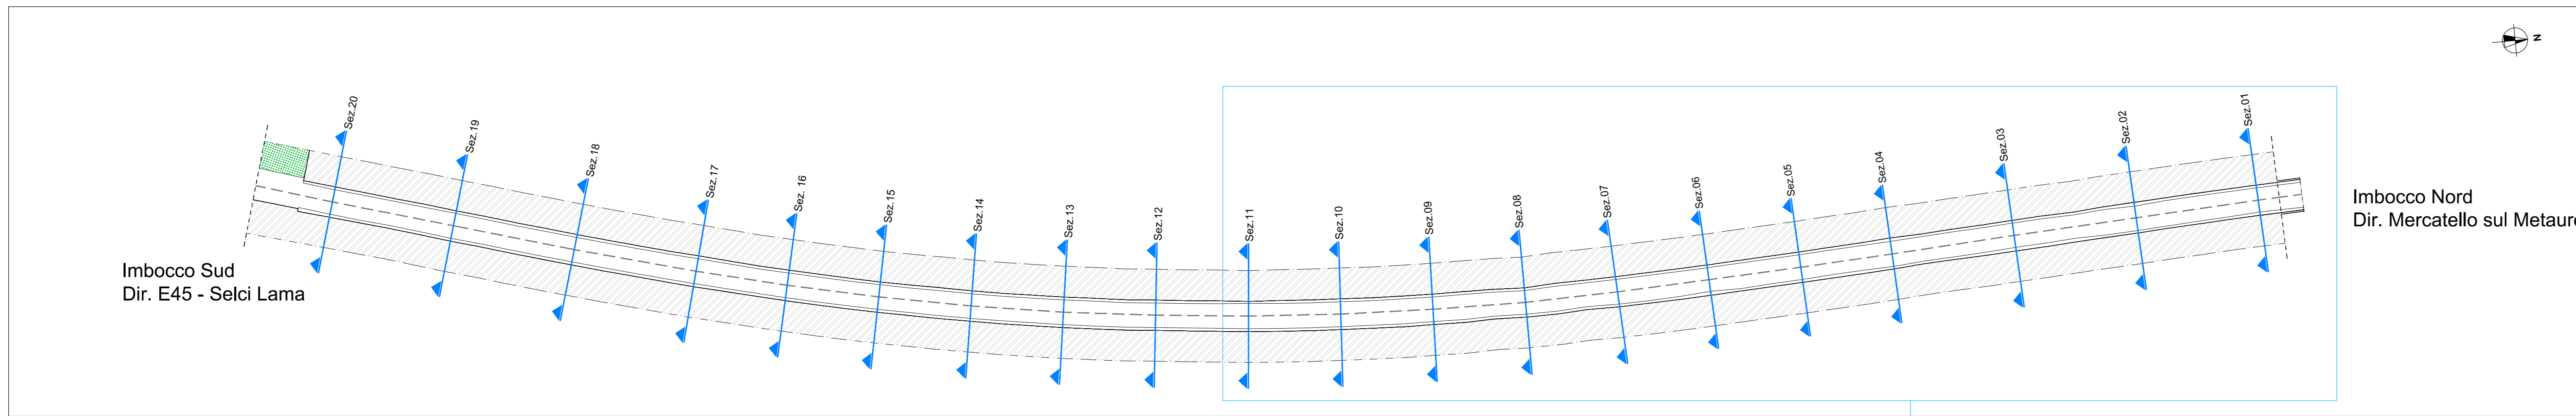 N
Sez.20
Sez.19
Sez.18
Sez.17
Sez. 16
Sez.15
Sez.14
Sez.13
Sez.12
Sez.11
Sez.10
Sez.09
Sez.08
Sez.07
Sez.06
Sez.05
Sez.04
Sez.03
Sez.02
Sez.01
Imbocco Sud
Dir. E45 - Selci Lama
Imbocco Nord
Dir. Mercatello sul Metauro